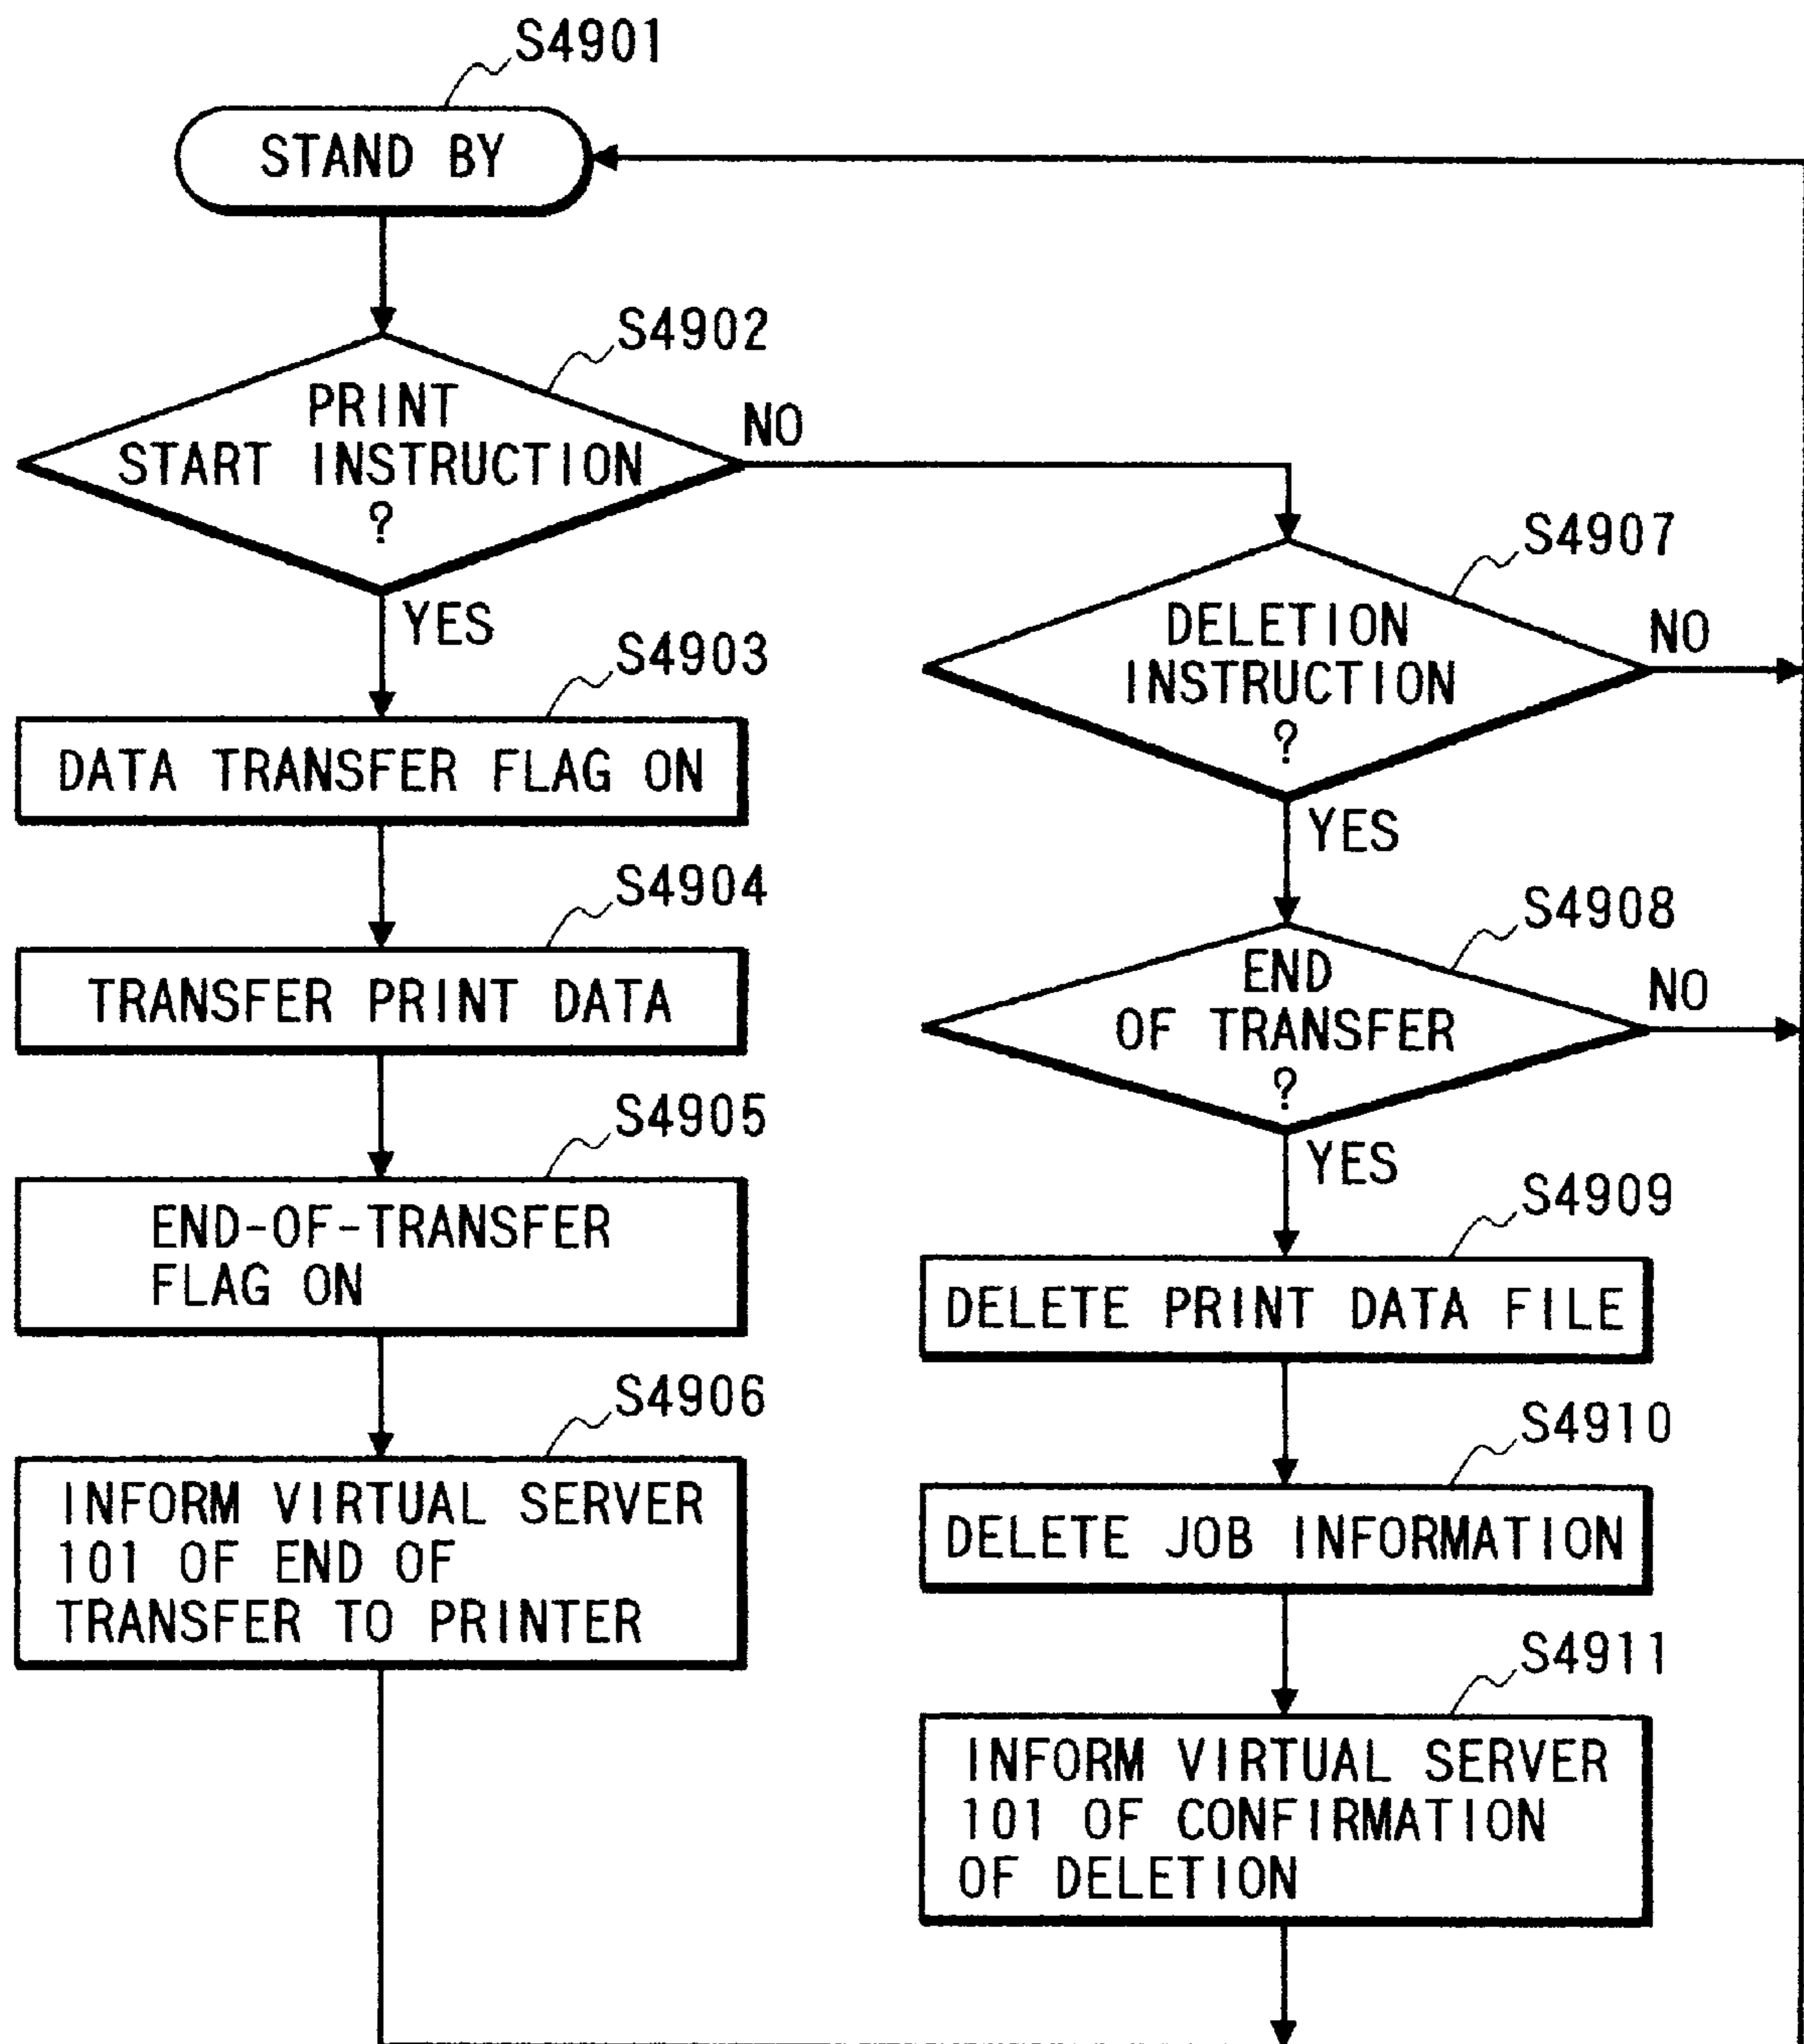 S4901
STAND BY
S4902
PRINT
START INSTRUCTION
?
NO
YES
S4903
DATA TRANSFER FLAG ON
S4904
TRANSFER PRINT DATA
S4905
END-OF-TRANSFER
FLAG ON
S4906
INFORM VIRTUAL SERVER
101 OF END OF
TRANSFER TO PRINTER
S4907
DELETION
INSTRUCTION
?
NO
YES
S4908
END
OF TRANSFER
?
NO
YES
S4909
DELETE PRINT DATA FILE
S4910
DELETE JOB INFORMATION
S4911
INFORM VIRTUAL SERVER
101 OF CONFIRMATION
OF DELETION